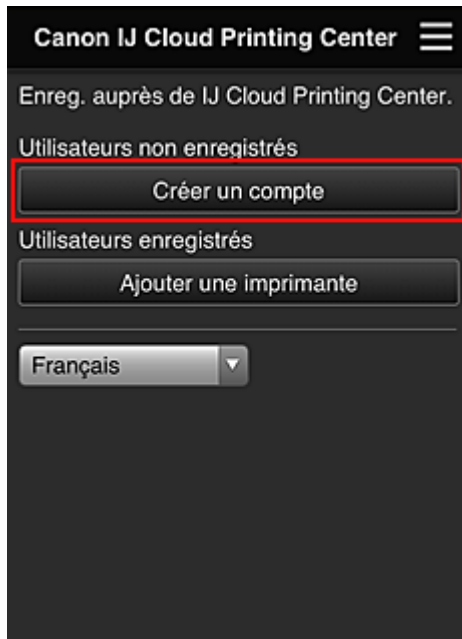 Canon IJ Cloud Printing Center
Enreg. auprès de IJ Cloud Printing Center.
Utilisateurs non enregistrés
Créer un compte
Utilisateurs enregistrés
Ajouter une imprimante
Français